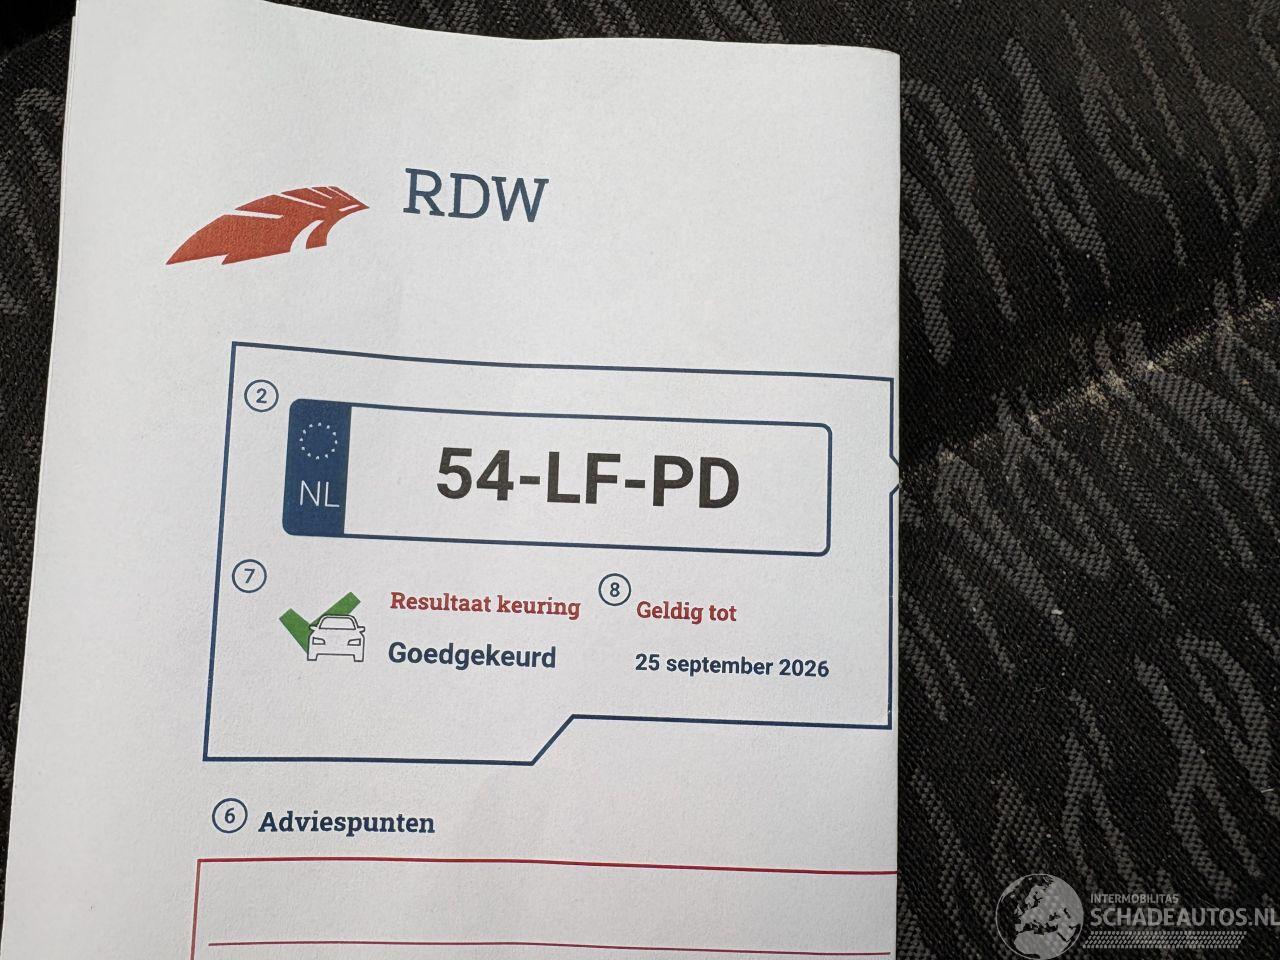 RDW
2
NL
54-LF-PD
7
Resultaat keuring
Goedgekeurd
8
Geldig tot
25 september 2026
6
Adviespunten
INTERMOBILITAS
SCHADEAUTOS.NL